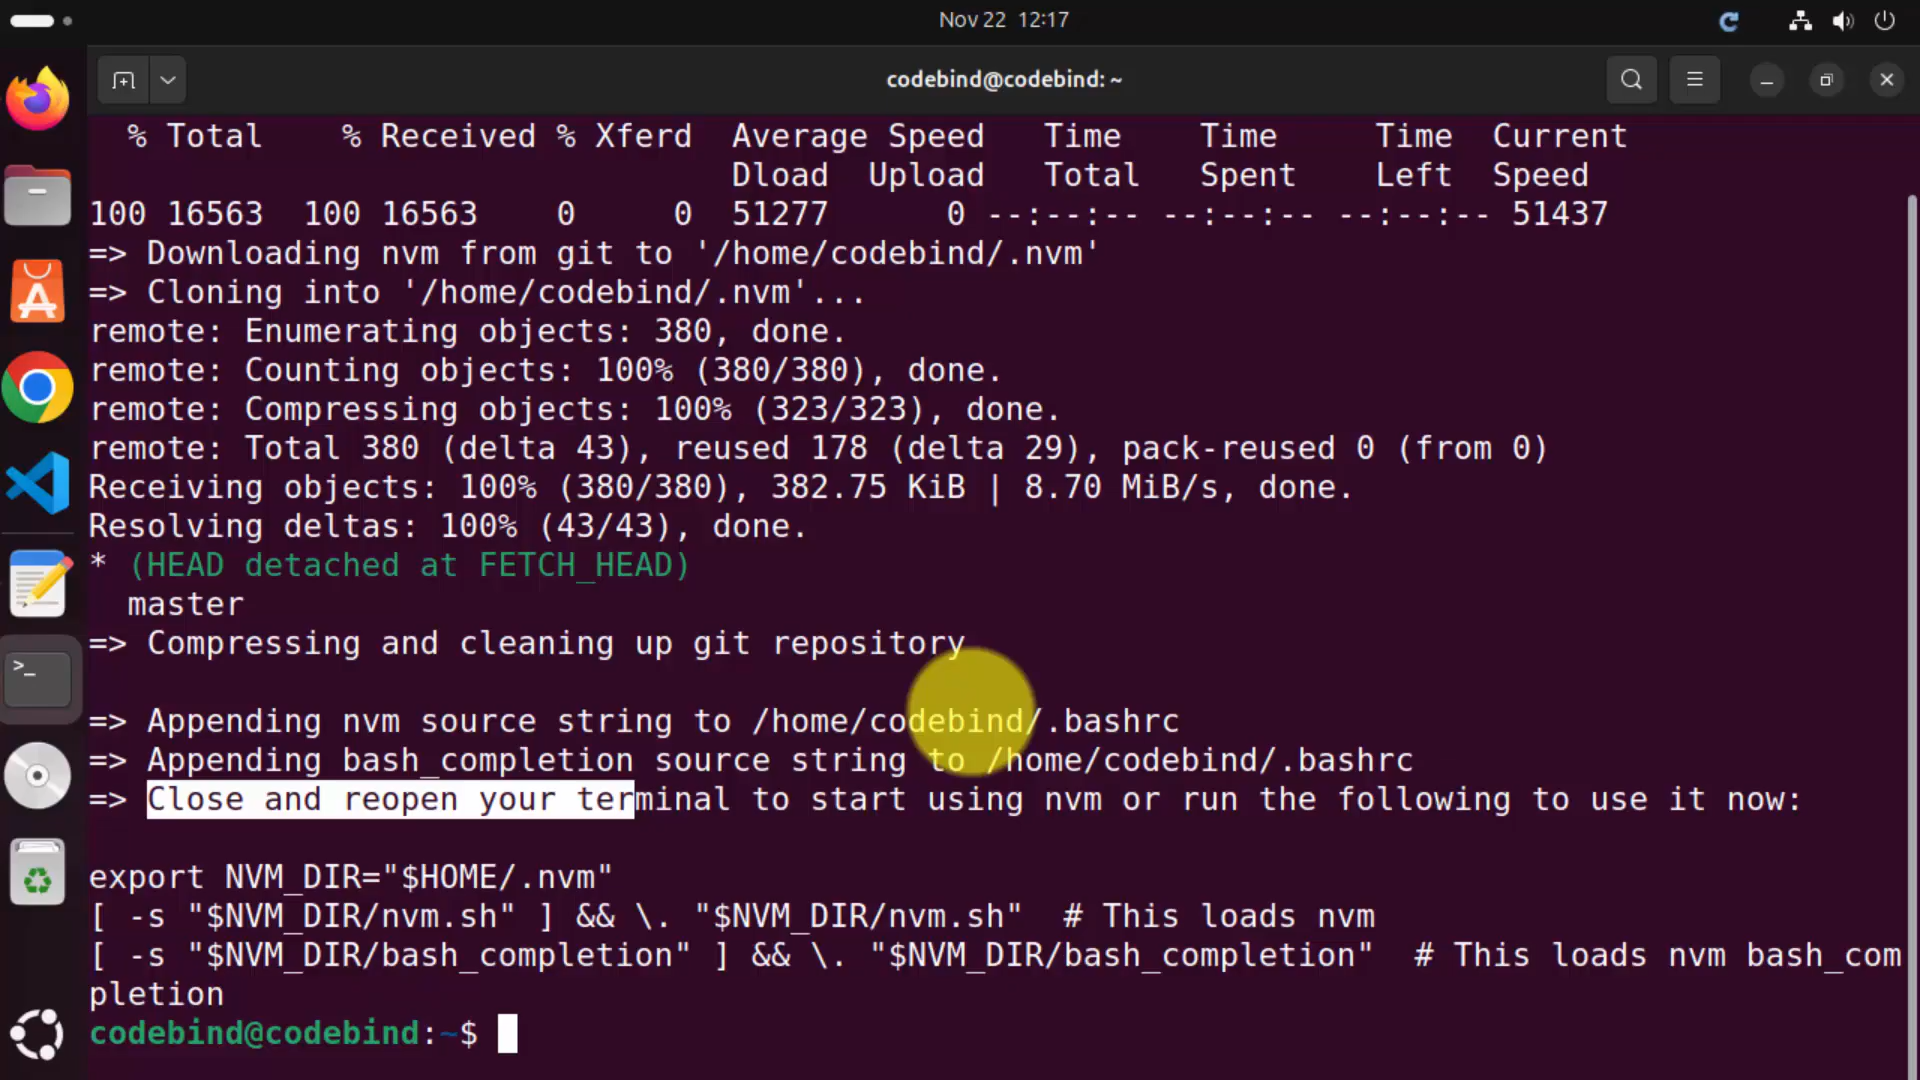 Nov 22 12:17
codebind@codebind: ~
% Total    % Received % Xferd  Average Speed   Time    Time     Time  Current
                                 Dload  Upload   Total   Spent    Left  Speed
100 16563  100 16563    0     0  51277      0 --:--:-- --:--:-- --:--:-- 51437
=> Downloading nvm from git to '/home/codebind/.nvm'
=> Cloning into '/home/codebind/.nvm'...
remote: Enumerating objects: 380, done.
remote: Counting objects: 100% (380/380), done.
remote: Compressing objects: 100% (323/323), done.
remote: Total 380 (delta 43), reused 178 (delta 29), pack-reused 0 (from 0)
Receiving objects: 100% (380/380), 382.75 KiB | 8.70 MiB/s, done.
Resolving deltas: 100% (43/43), done.
* (HEAD detached at FETCH_HEAD)
  master
=> Compressing and cleaning up git repository
=> Appending nvm source string to /home/codebind/.bashrc
=> Appending bash_completion source string to /home/codebind/.bashrc
=> Close and reopen your terminal to start using nvm or run the following to use it now:
export NVM_DIR="$HOME/.nvm"
[ -s "$NVM_DIR/nvm.sh" ] && \. "$NVM_DIR/nvm.sh"  # This loads nvm
[ -s "$NVM_DIR/bash_completion" ] && \. "$NVM_DIR/bash_completion"  # This loads nvm bash_com
pletion
codebind@codebind:~$